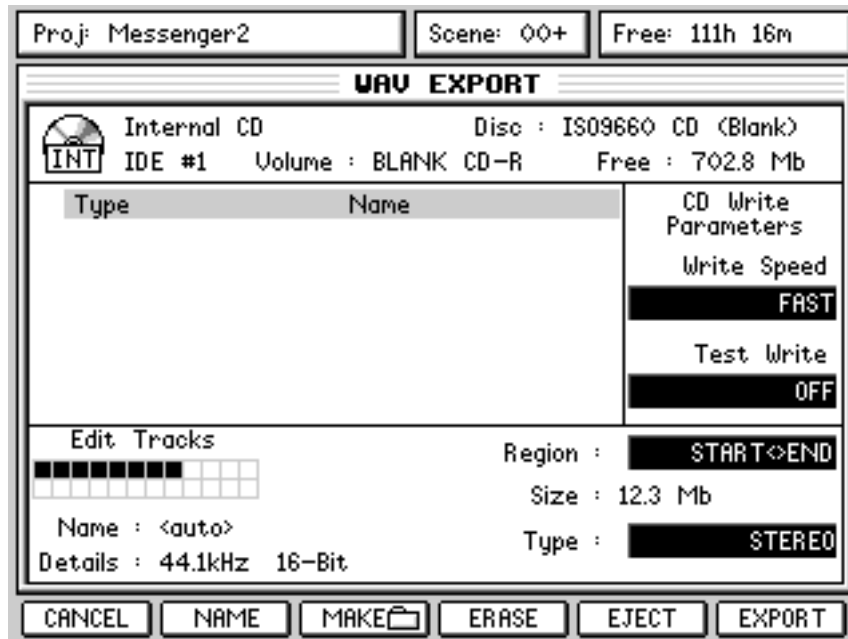 Proj: Messenger2 Scene: 00+ Free: 111h 16m
WAV EXPORT
Internal CD Disc : ISO9660 CD (Blank)
INT IDE #1 Volume : BLANK CD-R Free : 702.8 Mb
Type Name CD Write
Parameters
Write Speed
FAST
Test Write
OFF
Edit Tracks
Region : START<>END
Size : 12.3 Mb
Name : <auto>
Type : STEREO
Details : 44.1kHz 16-Bit
CANCEL NAME MAKE ERASE EJECT EXPORT